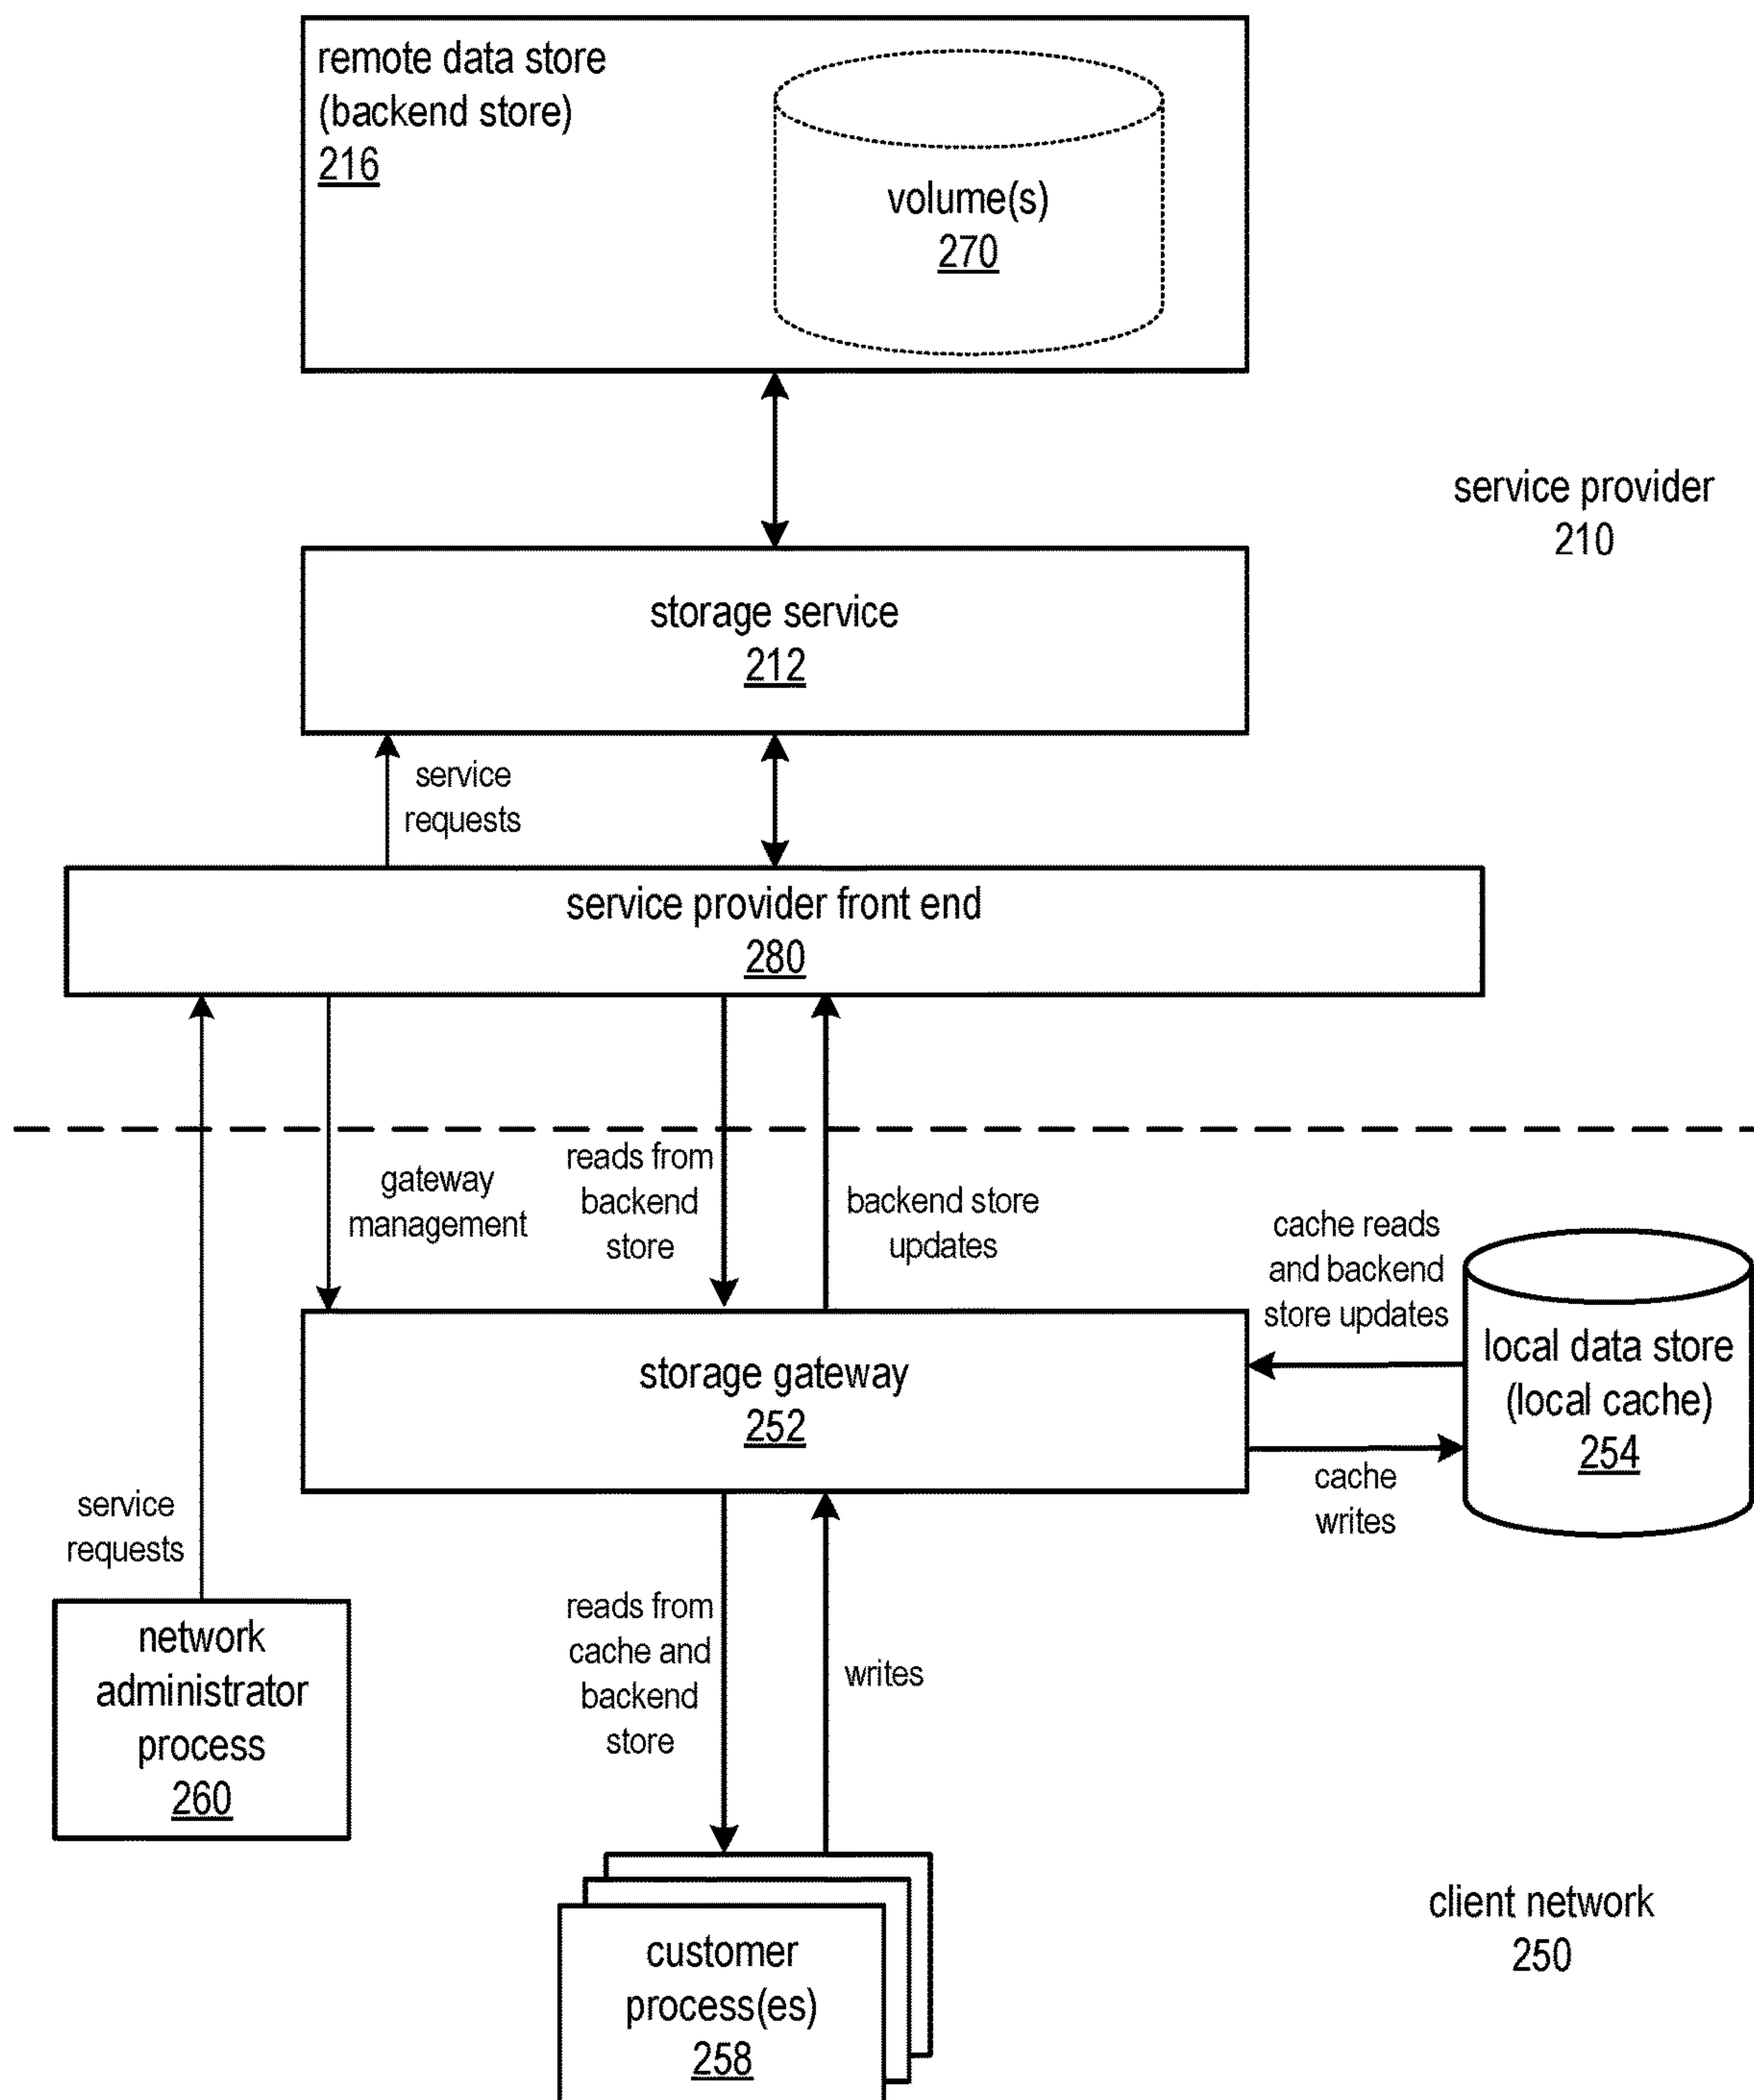 remote data store
(backend store)
216
volume(s)
270
service provider
210
storage service
212
service
requests
service provider front end
280
gateway
management
reads from
backend
store
backend store
updates
cache reads
and backend
store updates
local data store
(local cache)
254
storage gateway
252
cache
writes
service
requests
network
administrator
process
260
reads from
cache and
backend
store
writes
customer
process(es)
258
client network
250